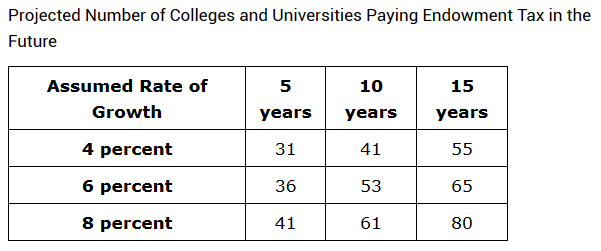 Projected Number of Colleges and Universities Paying Endowment Tax in the
Future
Assumed Rate of Growth 5 years 10 years 15 years
4 percent 31 41 55
6 percent 36 53 65
8 percent 41 61 80